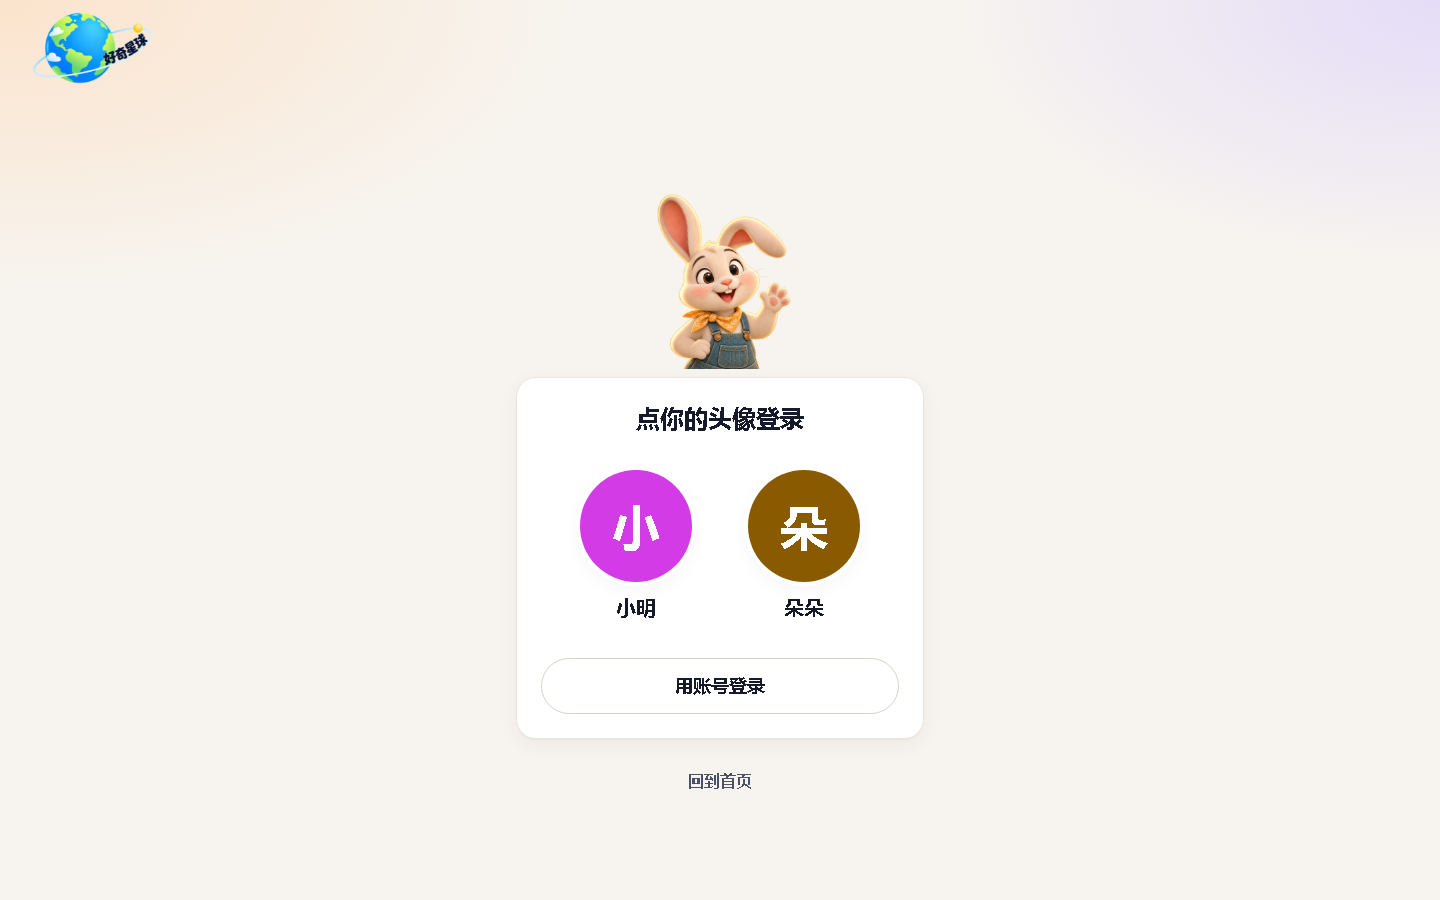 好奇星球
点你的头像登录
小
朵
小明
朵朵
用账号登录
回到首页